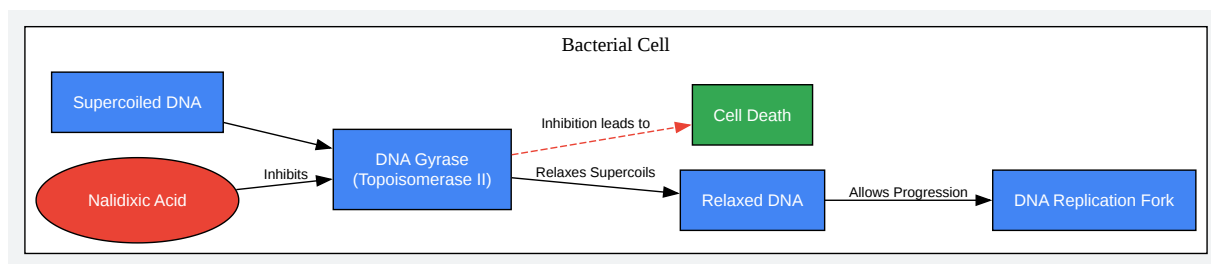 Bacterial Cell
Supercoiled DNA
Nalidixic Acid
Inhibits
DNA Gyrase
(Topoisomerase II)
Inhibition leads to
Cell Death
Relaxes Supercoils
Relaxed DNA
Allows Progression
DNA Replication Fork